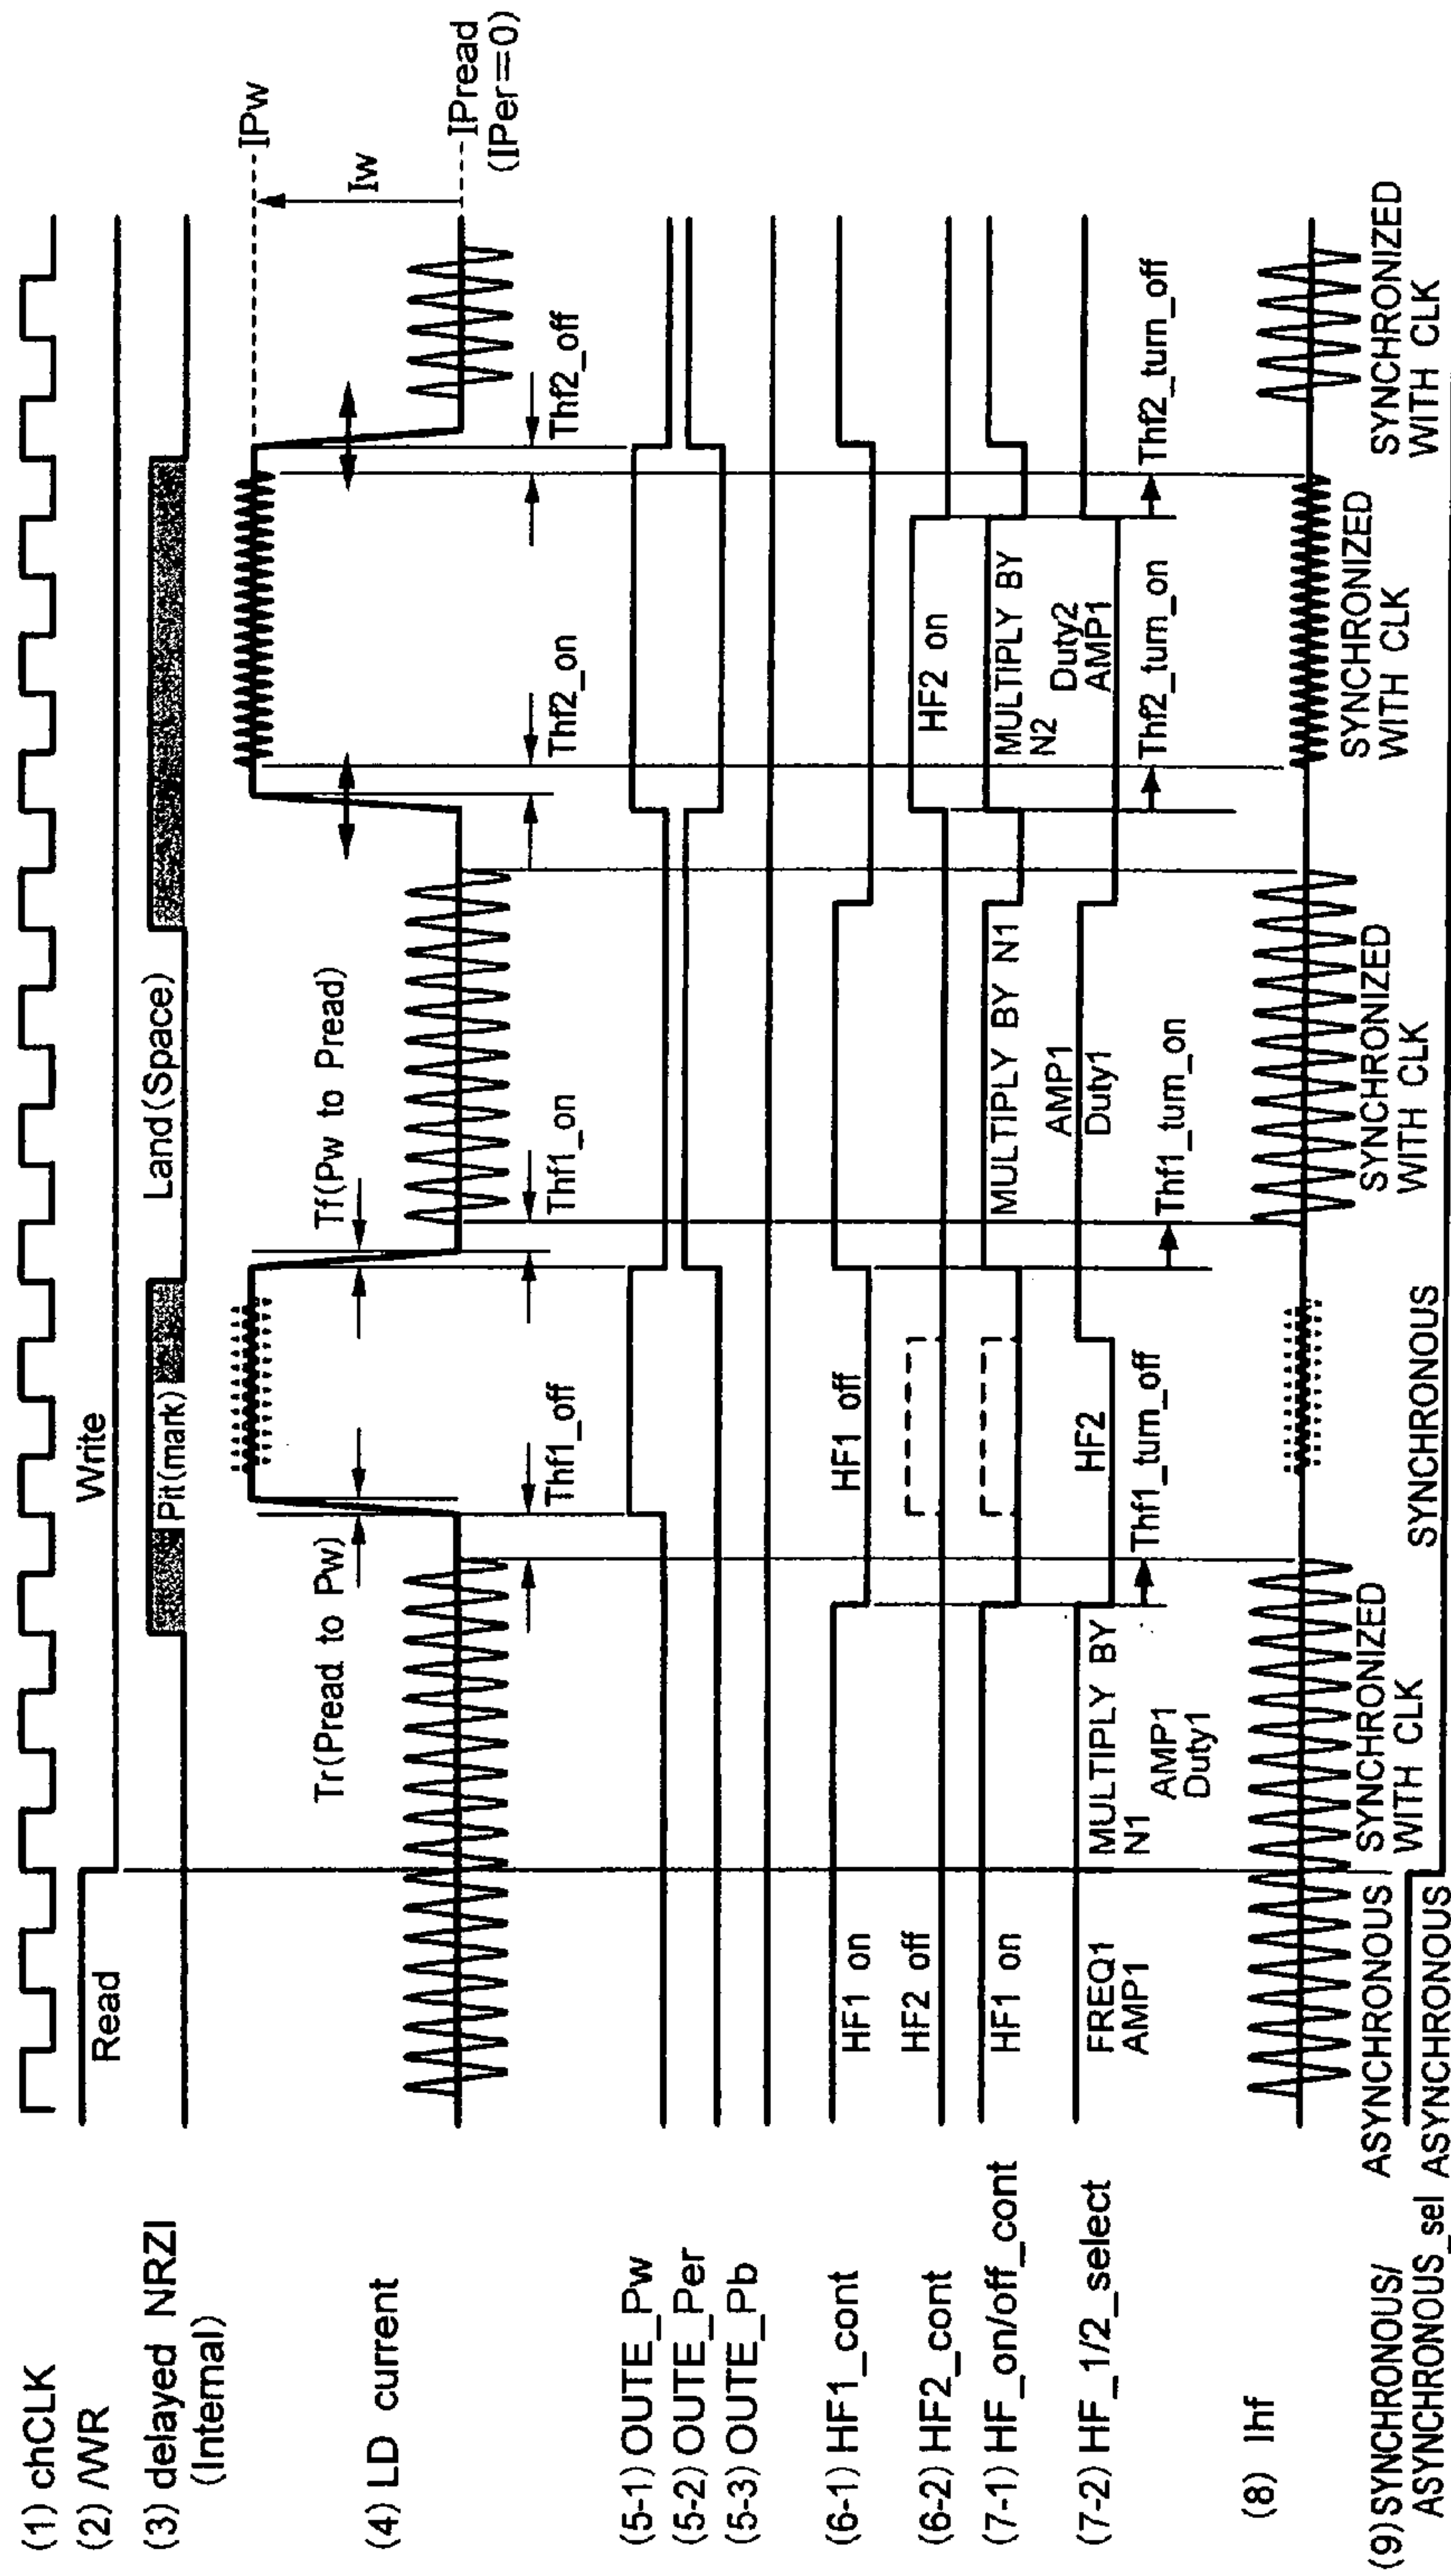 (1) chCLK
(2) /WR
Read
Write
(3) delayed NRZI
(Internal)
Pit(mark)
Land(Space)
(4) LD current
Tr(Pread to Pw)
Tf(Pw to Pread)
Thf1_off
Thf1_on
Thf2_on
Thf2_off
IPw
Iw
IPread
(IPer=0)
(5-1) OUTE_Pw
(5-2) OUTE_Per
(5-3) OUTE_Pb
(6-1) HF1_cont
HF1 on
HF1 off
(6-2) HF2_cont
HF2 off
HF2 on
(7-1) HF_on/off_cont
HF1 on
MULTIPLY BY N1
MULTIPLY BY
N2
(7-2) HF_1/2_select
FREQ1
AMP1
MULTIPLY BY
N1
AMP1
Duty1
HF2
AMP1
Duty1
Duty2
AMP1
Thf1_turn_off
Thf1_turn_on
Thf2_turn_on
Thf2_turn_off
(8) Ihf
ASYNCHRONOUS
SYNCHRONIZED
WITH CLK
SYNCHRONIZED
WITH CLK
SYNCHRONIZED
WITH CLK
SYNCHRONIZED
WITH CLK
(9) SYNCHRONOUS/
ASYNCHRONOUS_sel
ASYNCHRONOUS
SYNCHRONOUS